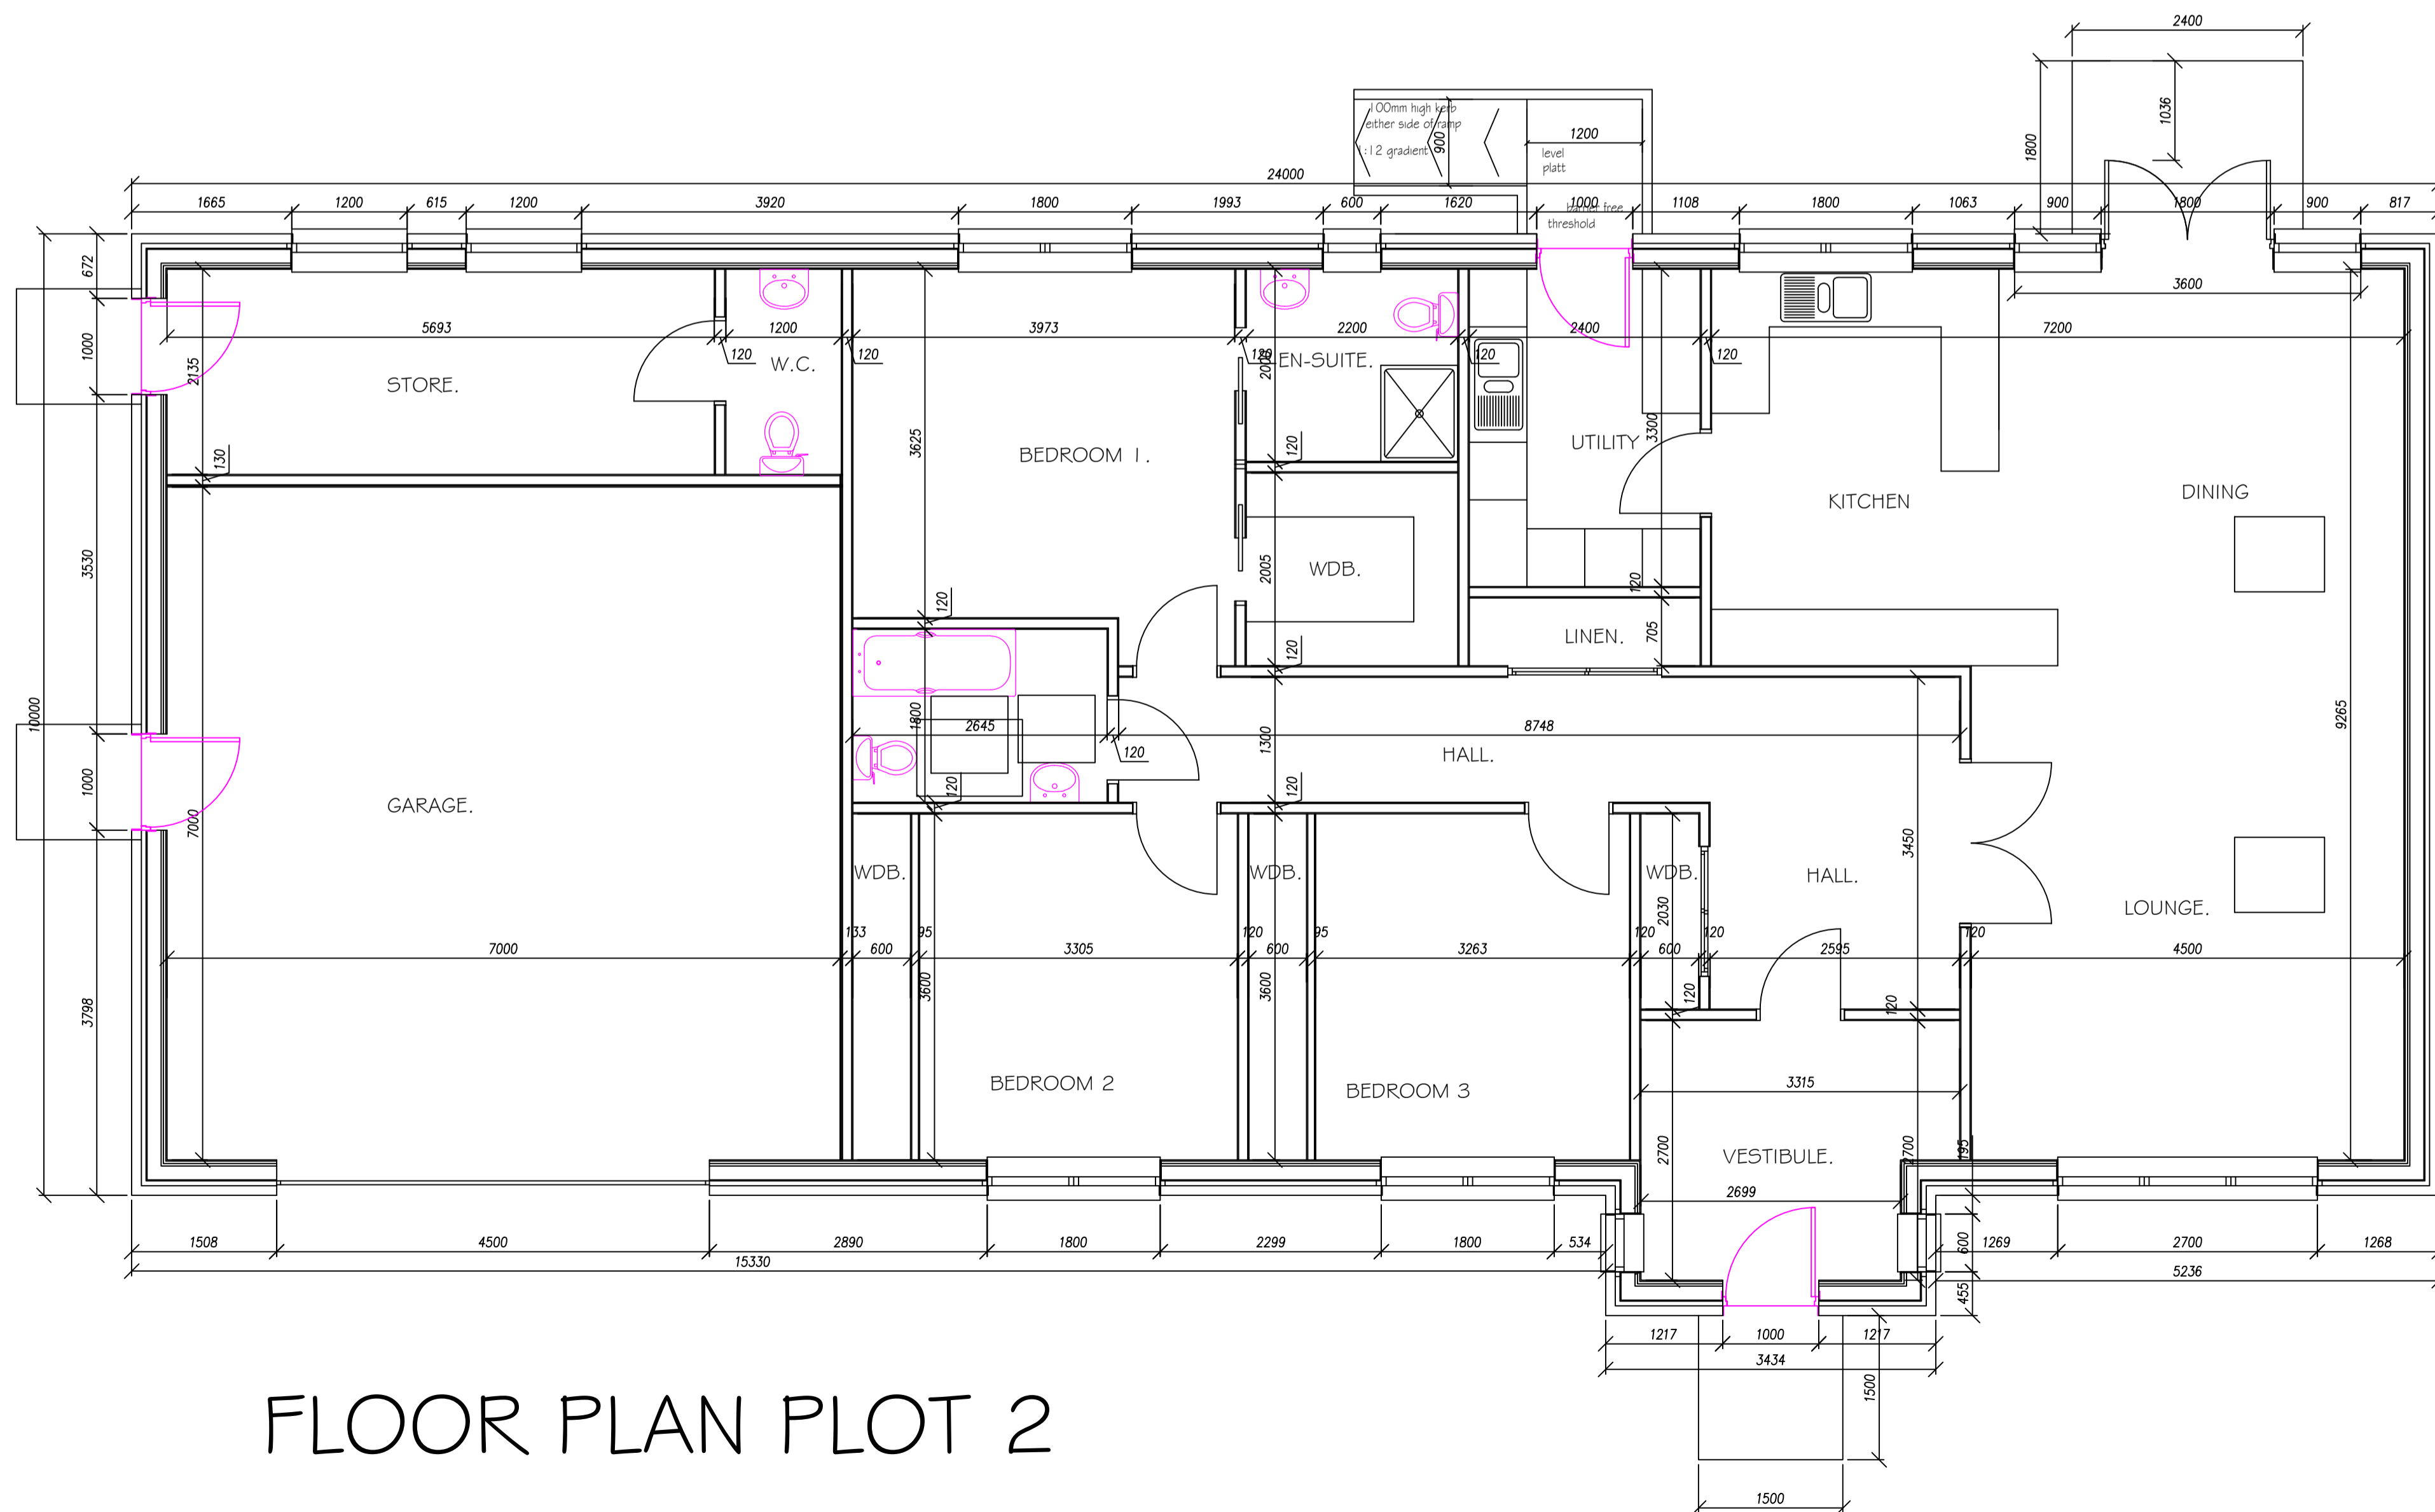 2400
1036
1800
100mm high kerb
either side of ramp
1:12 gradient
900
1200
level
platt
24000
1665 1200 615 1200 3920 1800 1993 600 1620 1000 1108 1800 1063 900 1800 900 817
barrier free
threshold
672
3600
5693 1200 3973 2200 2400 7200
120 120 120 120 120
1000
2135
STORE.
W.C.
EN-SUITE.
130
3625
BEDROOM 1.
120
UTILITY
3300
KITCHEN
DINING
3530
2005
WDB.
120
120
LINEN.
705
120
10000
1800
2645
120
8748
1300
HALL.
9265
1000
GARAGE.
7000
120
120
WDB.
WDB.
WDB.
2030
HALL.
3450
LOUNGE.
133 95 120 95 120 120 120
7000 600 3305 600 3263 600 2595 4500
3798
3600
3600
120
120
BEDROOM 2
BEDROOM 3
3315
2700
VESTIBULE.
2700
195
2699
1508 4500 2890 1800 2299 1800 534
600
1269 2700 1268
15330
5236
455
1217 1000 1217
3434
1500
1500
FLOOR PLAN PLOT 2